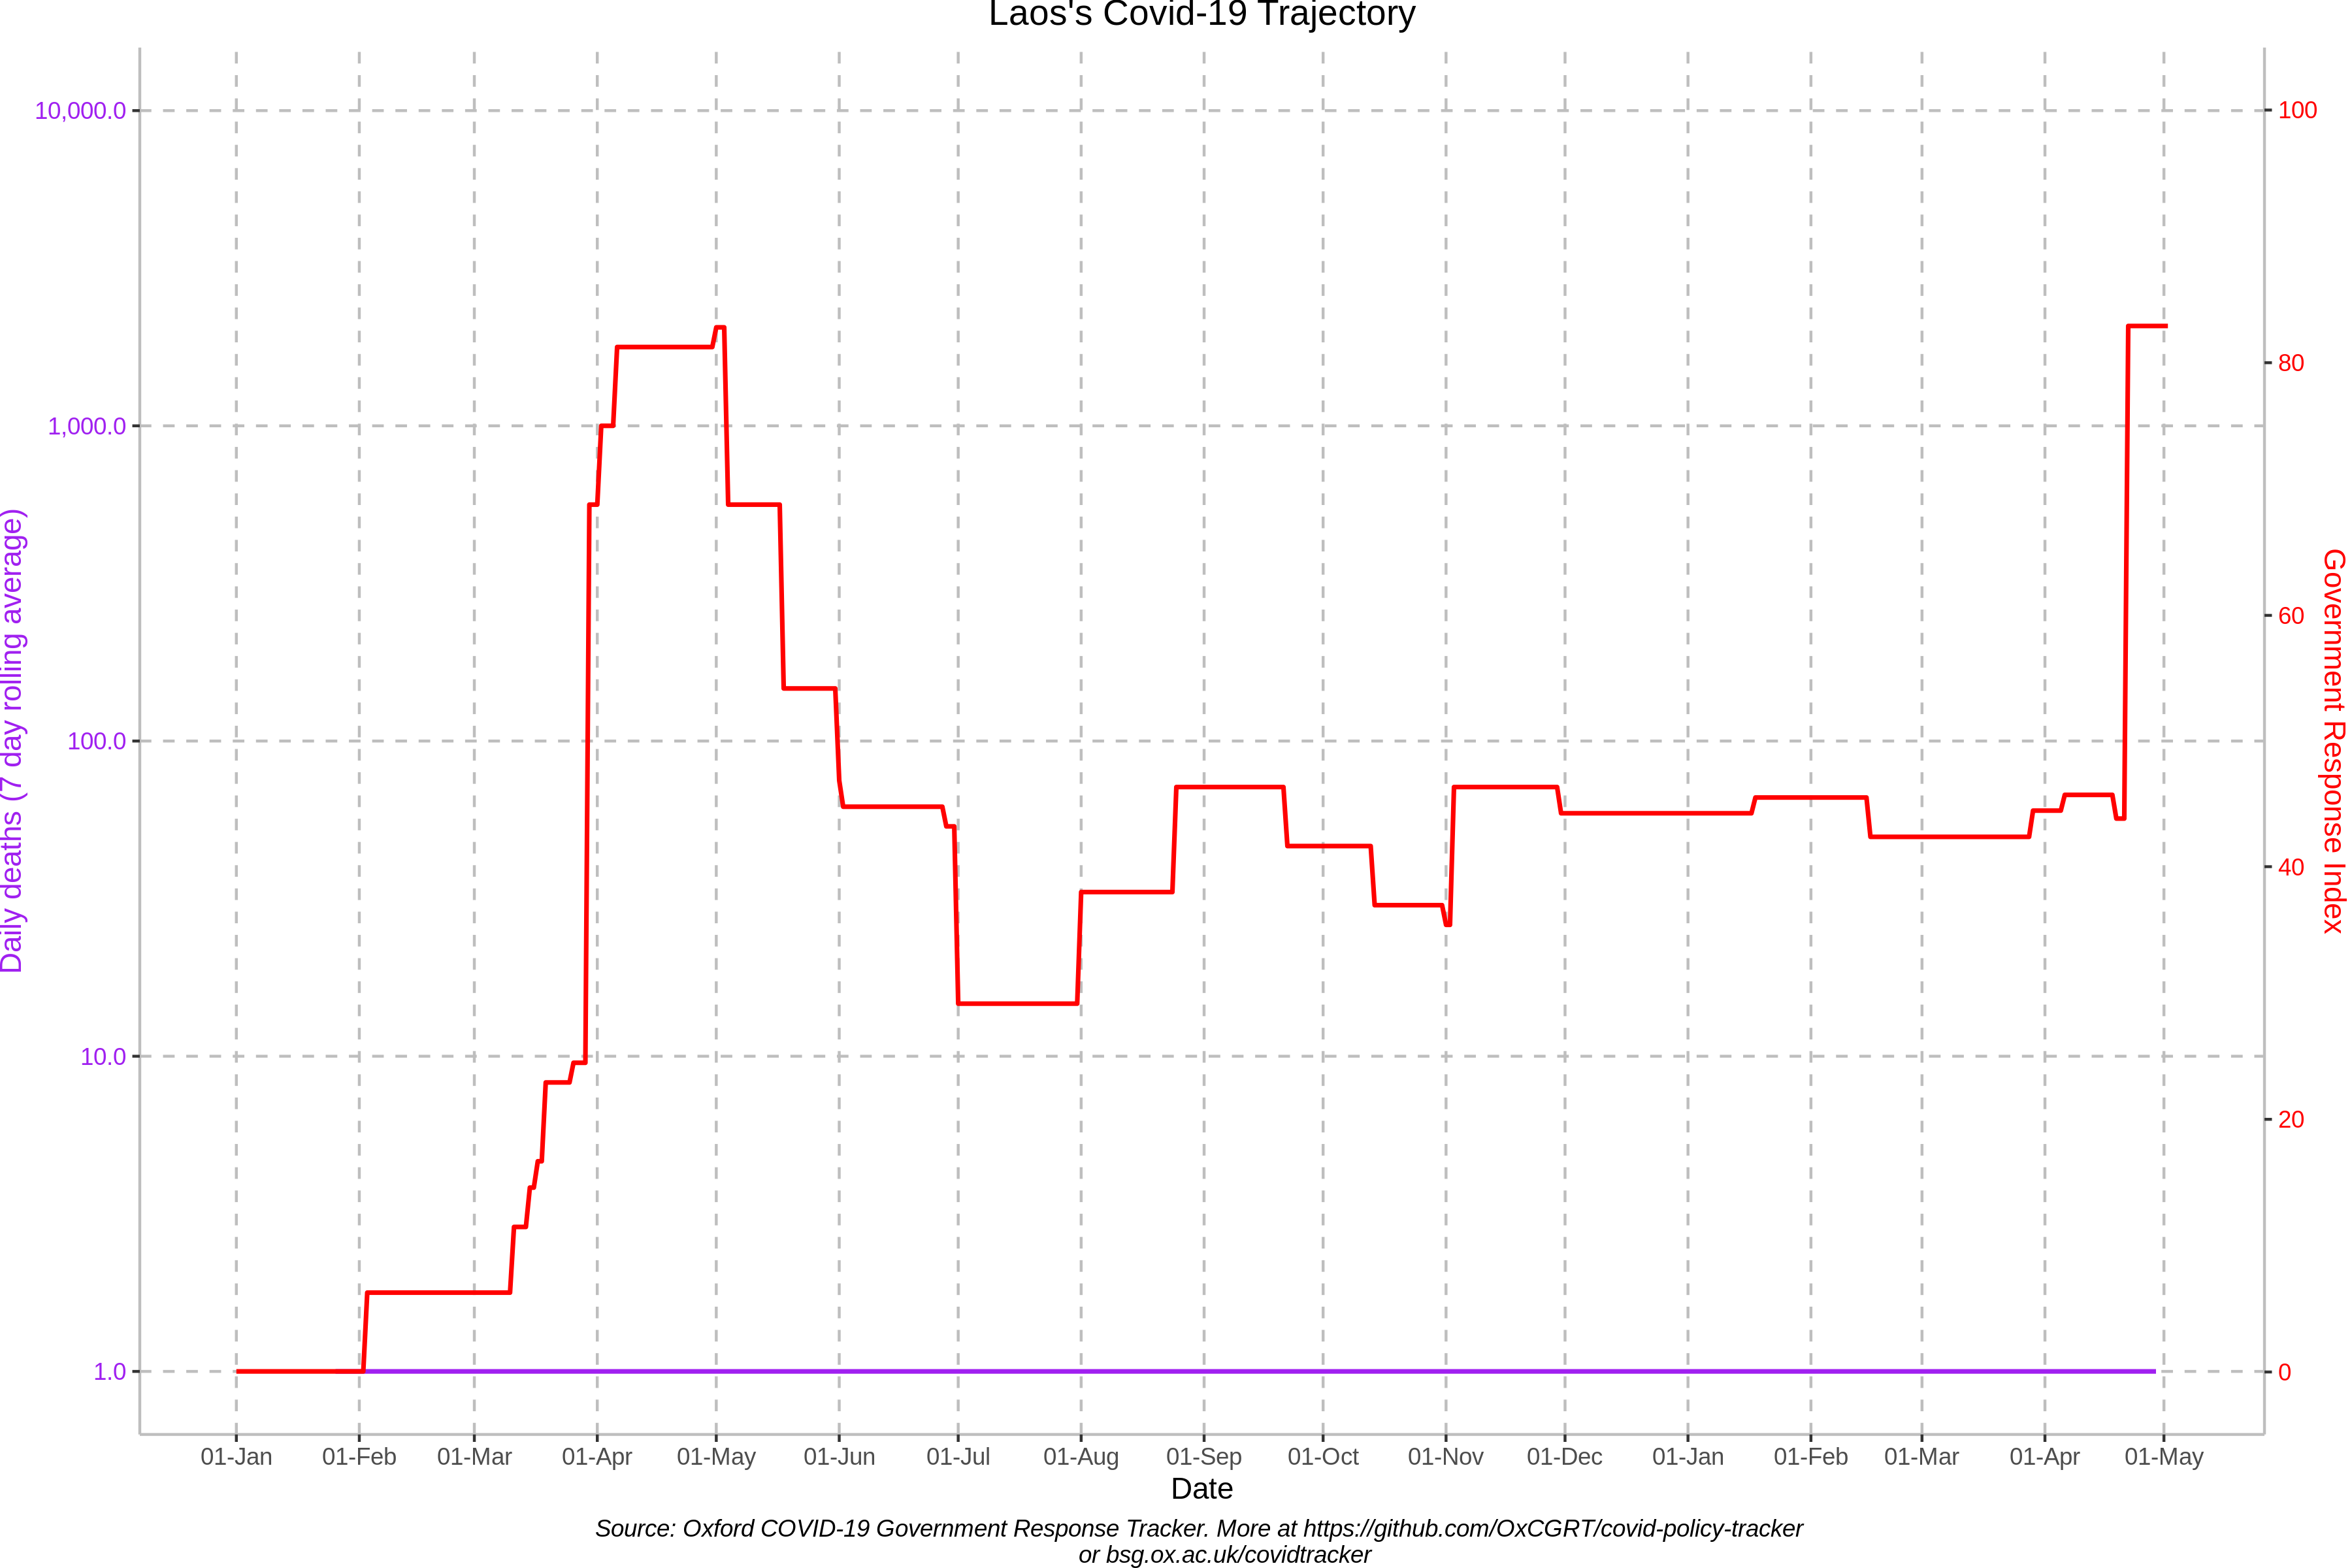 Laos's Covid-19 Trajectory
10,000.0
1,000.0
100.0
10.0
1.0
Daily deaths (7 day rolling average)
100
80
60
40
20
0
Government Response Index
01-Jan 01-Feb 01-Mar 01-Apr 01-May 01-Jun 01-Jul 01-Aug 01-Sep 01-Oct 01-Nov 01-Dec 01-Jan 01-Feb 01-Mar 01-Apr 01-May
Date
Source: Oxford COVID-19 Government Response Tracker. More at https://github.com/OxCGRT/covid-policy-tracker
or bsg.ox.ac.uk/covidtracker